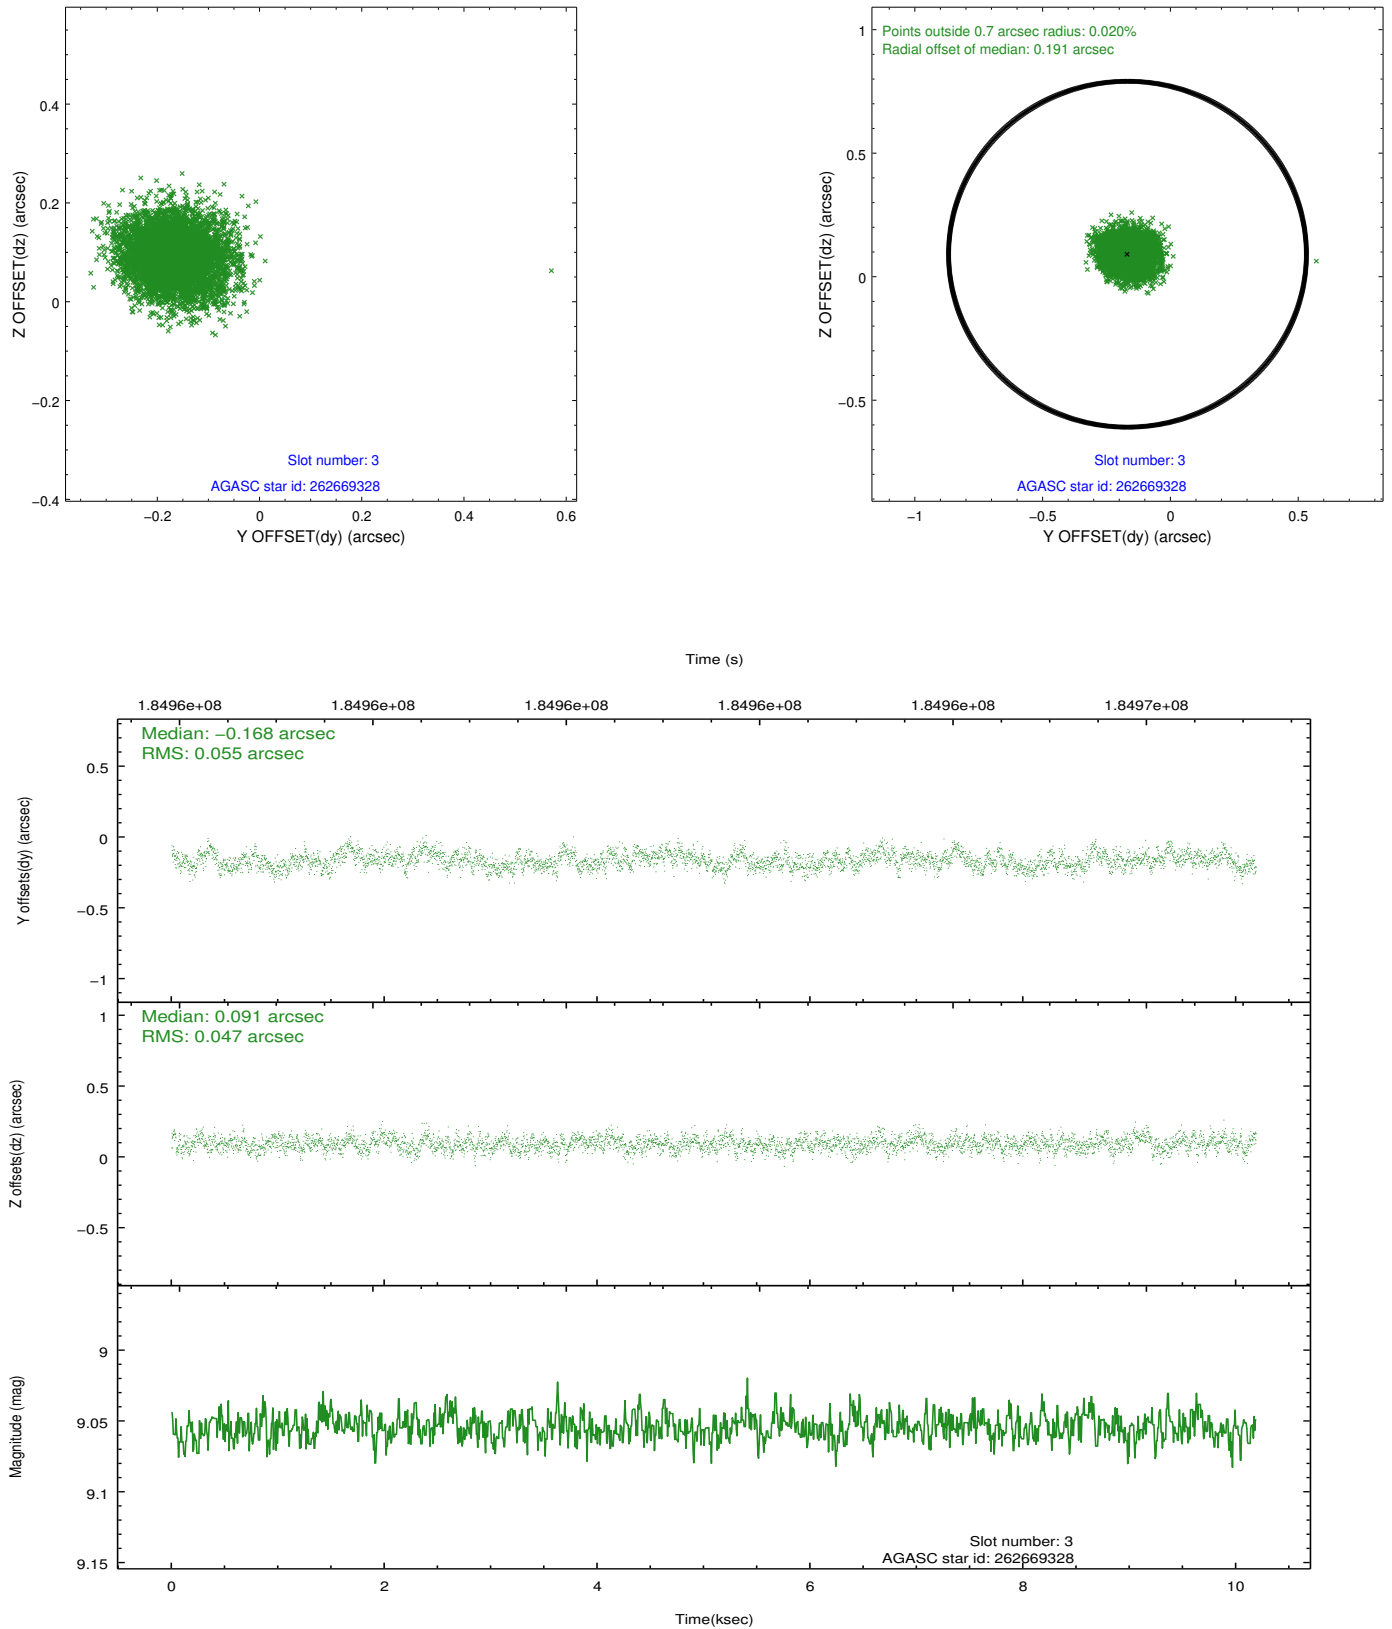 0.4
0.2
0
−0.2
−0.4
Z OFFSET(dz) (arcsec)
Slot number: 3
AGASC star id: 262669328
−0.2
0
0.2
0.4
0.6
Y OFFSET(dy) (arcsec)
Points outside 0.7 arcsec radius: 0.020%
Radial offset of median: 0.191 arcsec
1
0.5
0
−0.5
Z OFFSET(dz) (arcsec)
Slot number: 3
AGASC star id: 262669328
−1
−0.5
0
0.5
Y OFFSET(dy) (arcsec)
Time (s)
1.8496e+08
1.8496e+08
1.8496e+08
1.8496e+08
1.8496e+08
1.8497e+08
Median: −0.168 arcsec
RMS: 0.055 arcsec
0.5
0
−0.5
−1
Y offsets(dy) (arcsec)
Median: 0.091 arcsec
RMS: 0.047 arcsec
1
0.5
0
−0.5
Z offsets(dz) (arcsec)
9
9.05
9.1
9.15
Magnitude (mag)
Slot number: 3
AGASC star id: 262669328
0
2
4
6
8
10
Time(ksec)